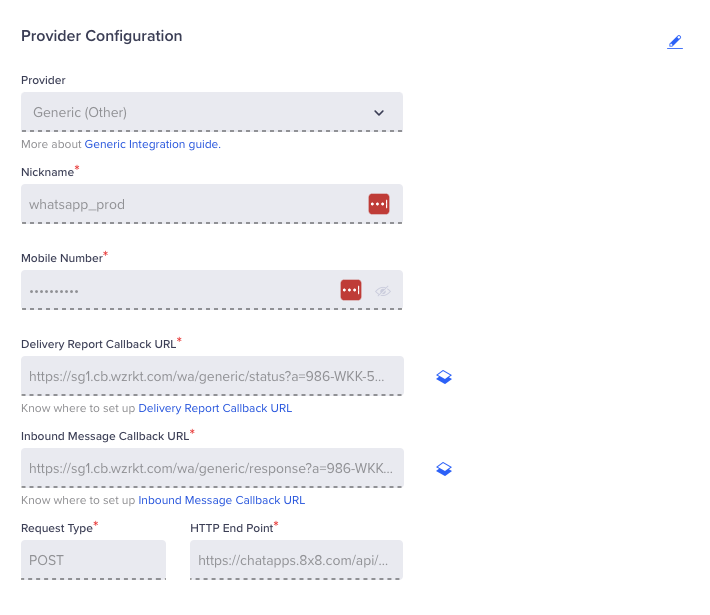 Provider Configuration
Provider
Generic (Other)
More about Generic Integration guide.
Nickname*
whatsapp_prod
Mobile Number*
••••••••••
Delivery Report Callback URL*
https://sg1.cb.wzrkt.com/wa/generic/status?a=986-WKK-5...
Know where to set up Delivery Report Callback URL
Inbound Message Callback URL*
https://sg1.cb.wzrkt.com/wa/generic/response?a=986-WKK...
Know where to set up Inbound Message Callback URL
Request Type* HTTP End Point*
POST https://chatapps.8x8.com/api/...